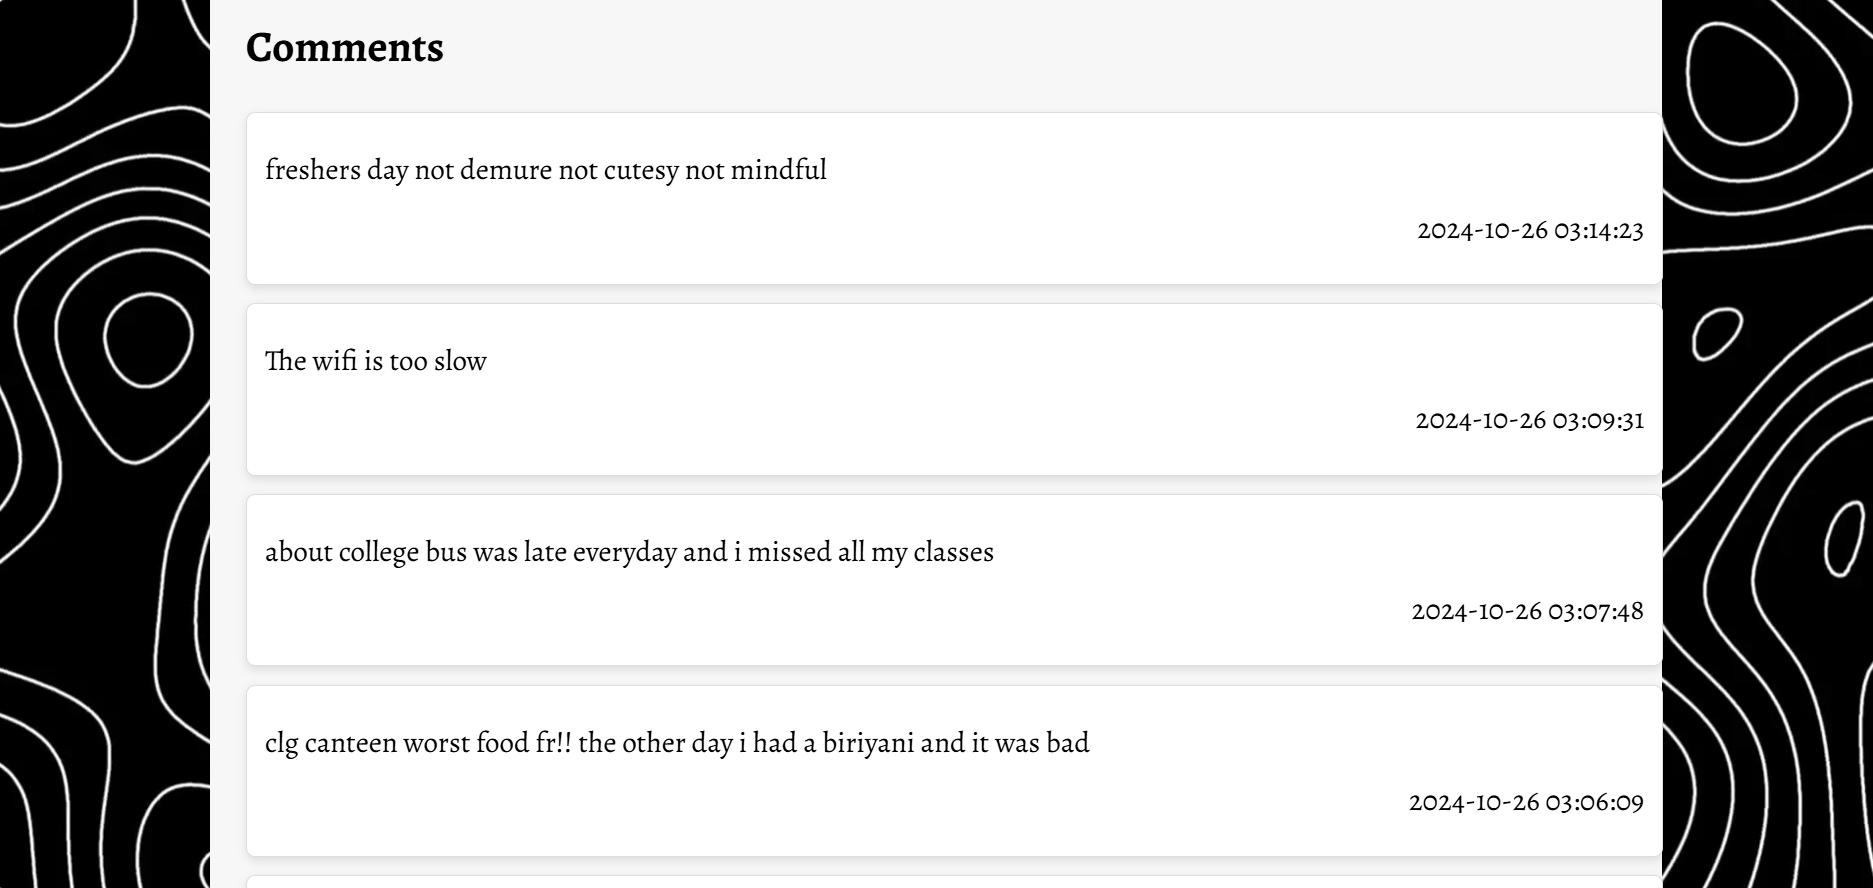 Comments
freshers day not demure not cutesy not mindful
2024-10-26 03:14:23
The wifi is too slow
2024-10-26 03:09:31
about college bus was late everyday and i missed all my classes
2024-10-26 03:07:48
clg canteen worst food fr!! the other day i had a biriyani and it was bad
2024-10-26 03:06:09